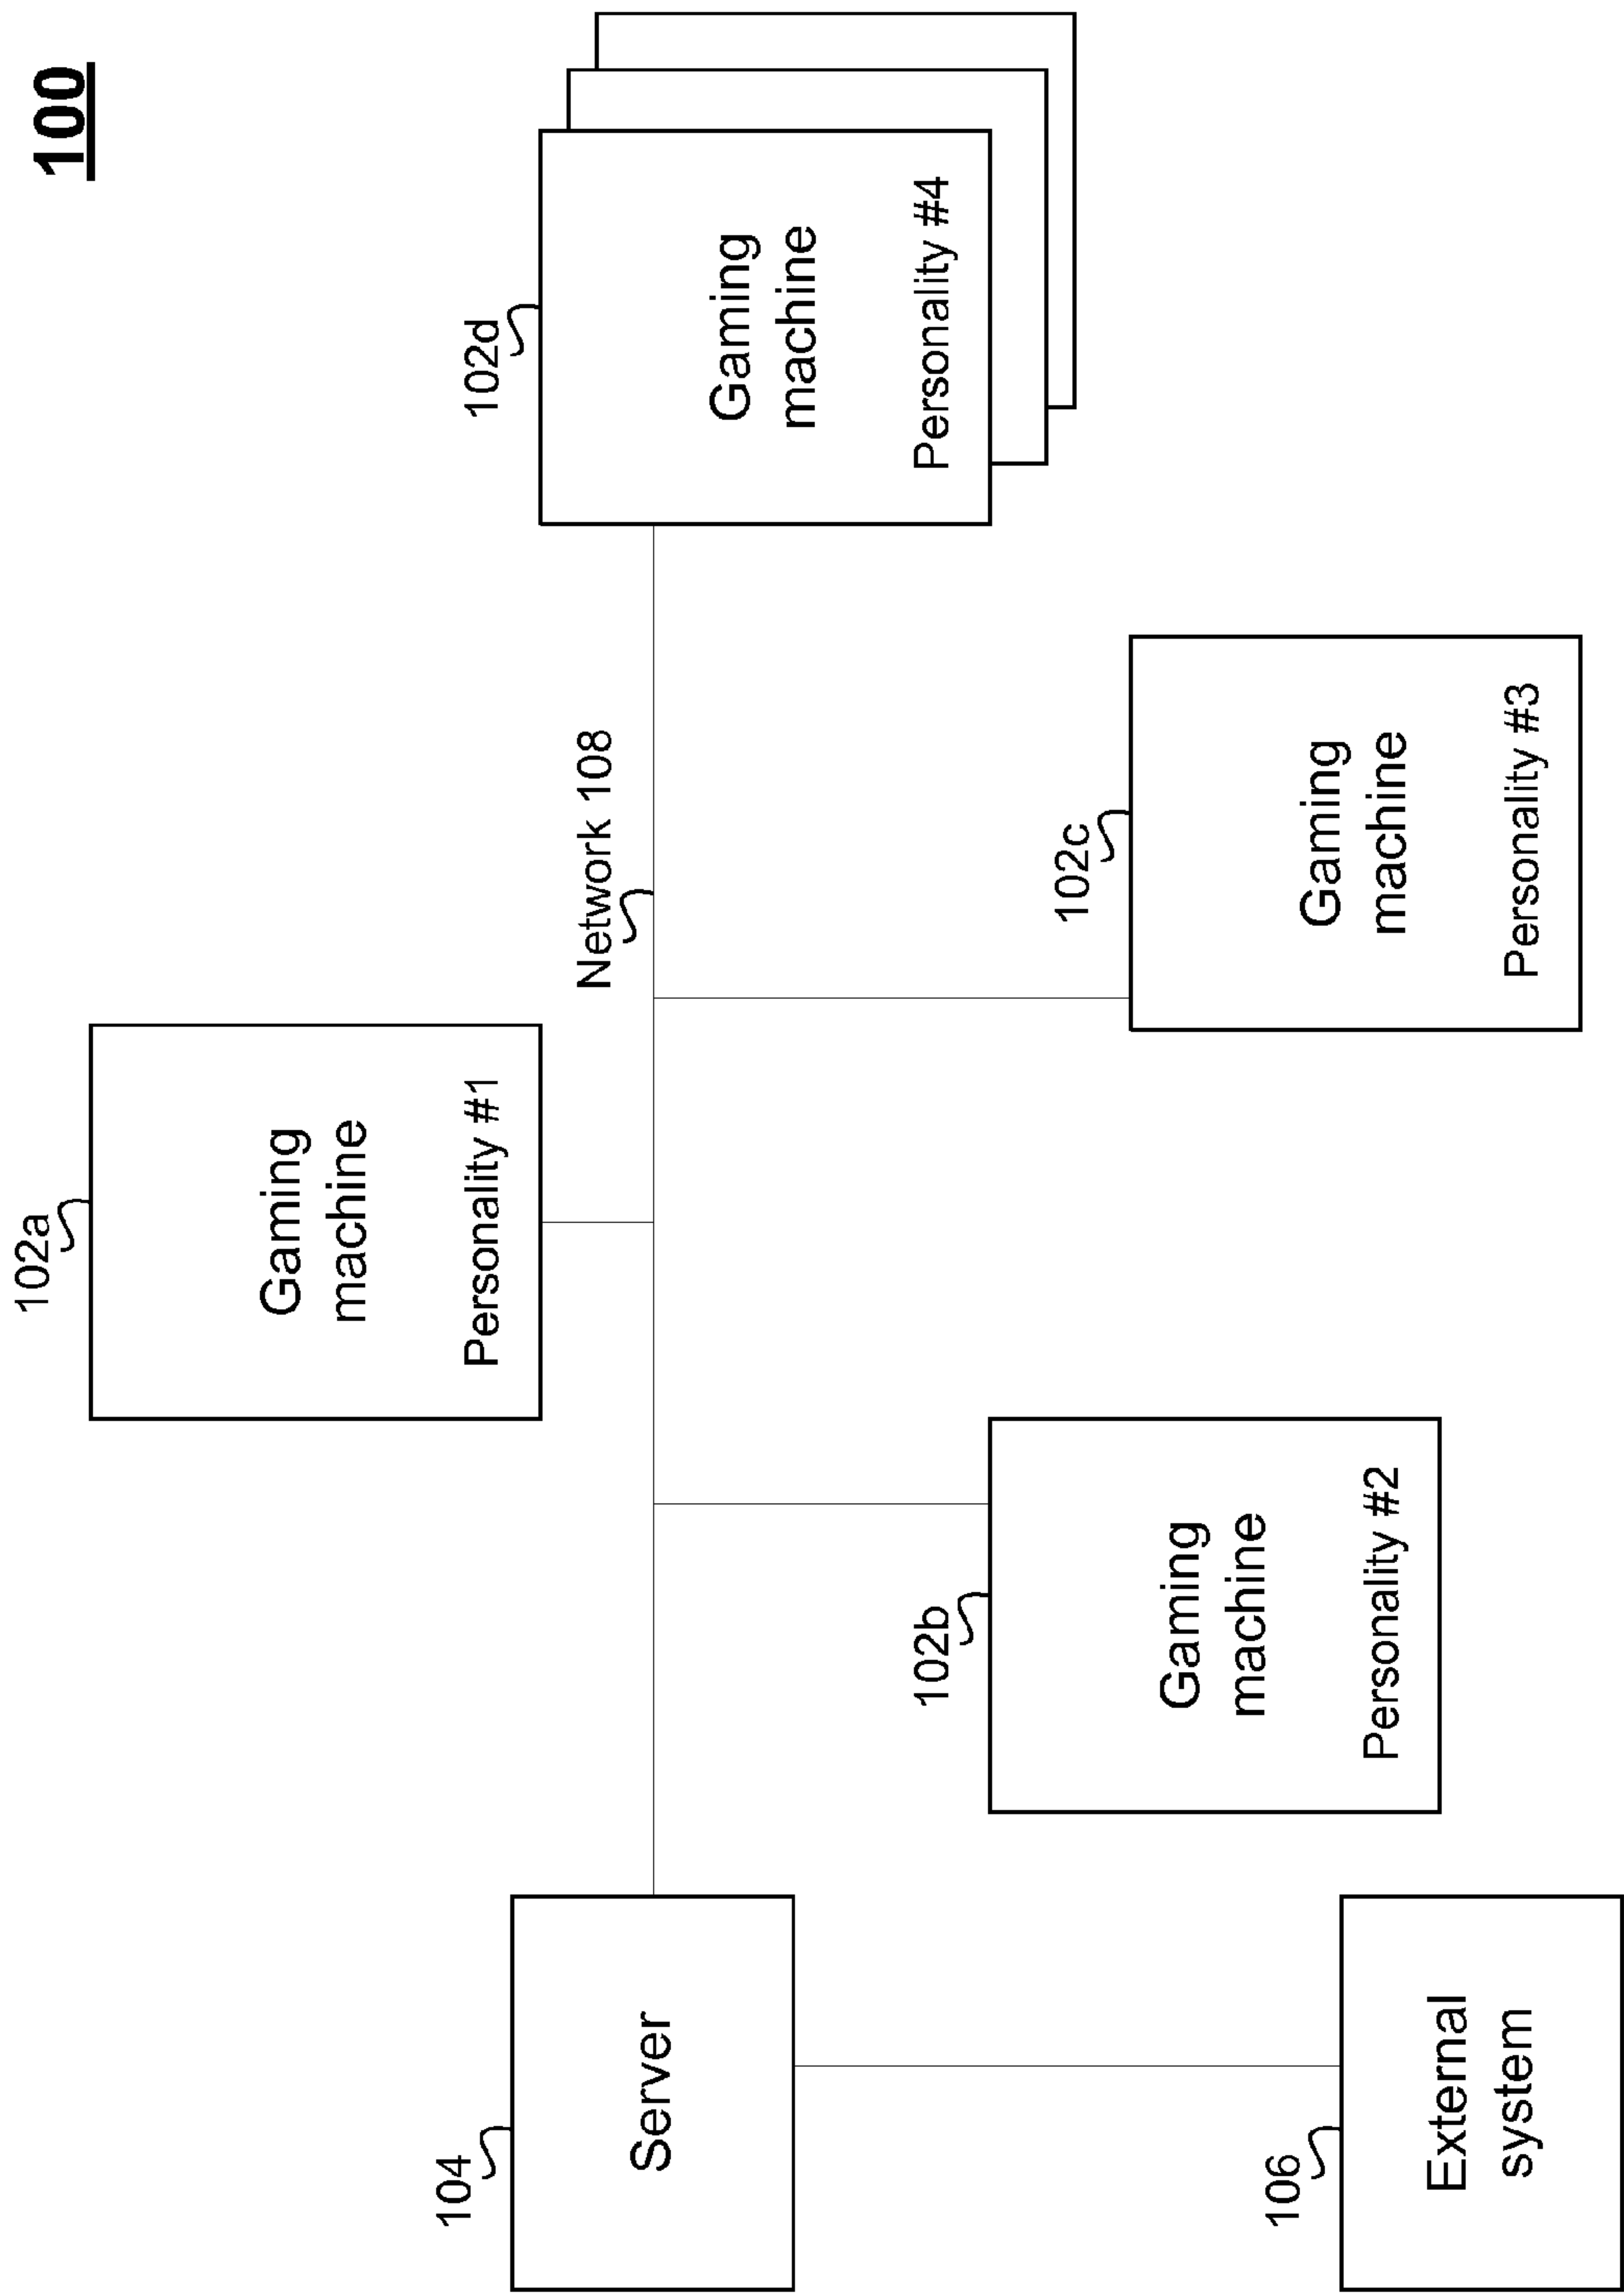 100
102a
Gaming
machine
Personality #1
102d
Gaming
machine
Personality #4
Network 108
104
Server
102b
Gaming
machine
Personality #2
102c
Gaming
machine
Personality #3
106
External
system